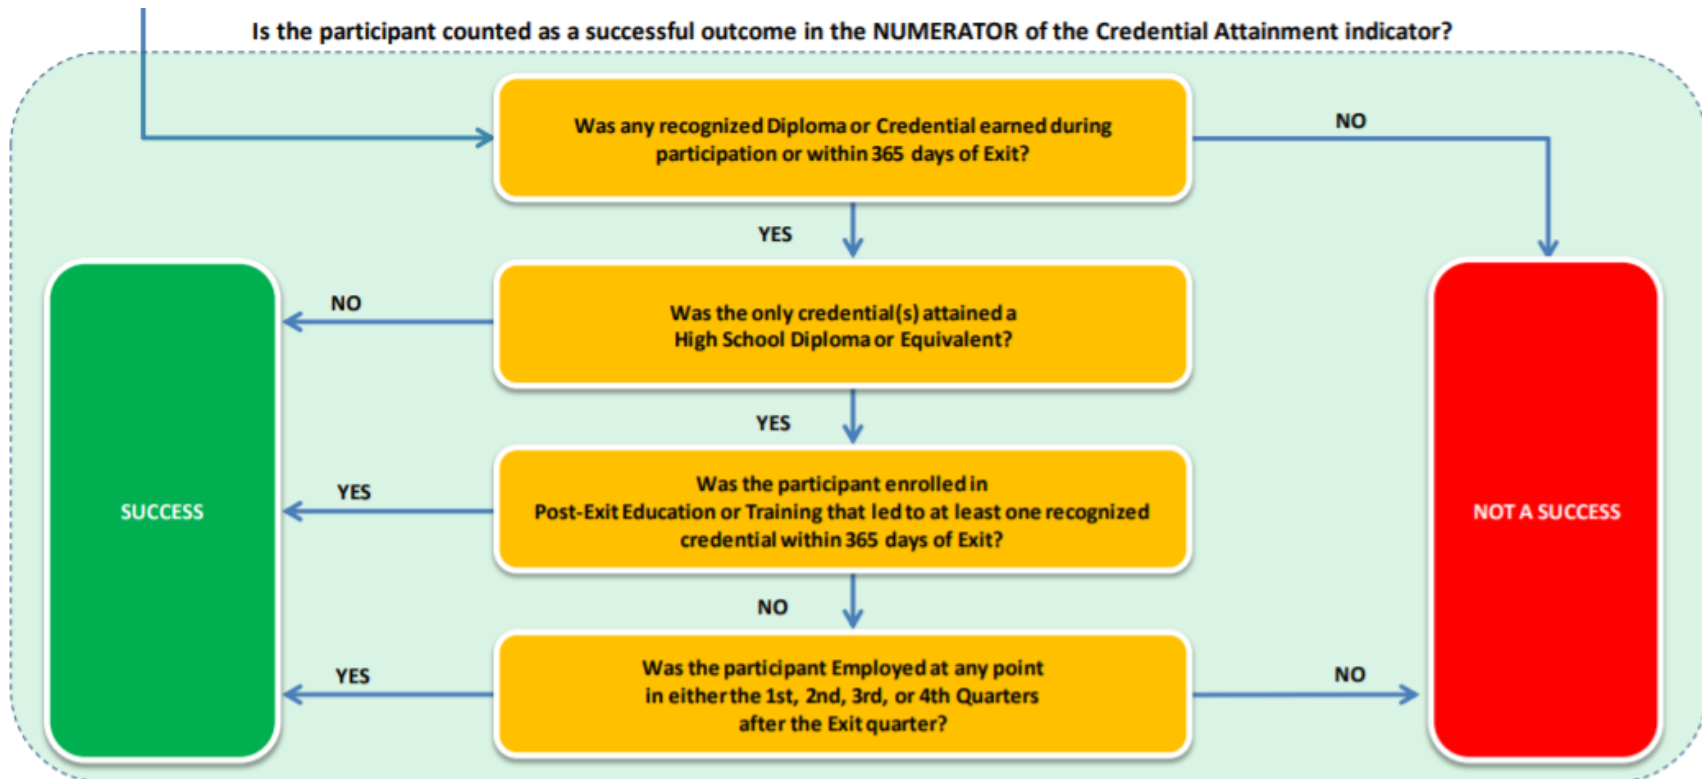 Is the participant counted as a successful outcome in the NUMERATOR of the Credential Attainment indicator?
Was any recognized Diploma or Credential earned during
participation or within 365 days of Exit?
NO
YES
Was the only credential(s) attained a
High School Diploma or Equivalent?
NO
YES
Was the participant enrolled in
Post-Exit Education or Training that led to at least one recognized
credential within 365 days of Exit?
YES
SUCCESS
NOT A SUCCESS
NO
Was the participant Employed at any point
in either the 1st, 2nd, 3rd, or 4th Quarters
after the Exit quarter?
YES
NO